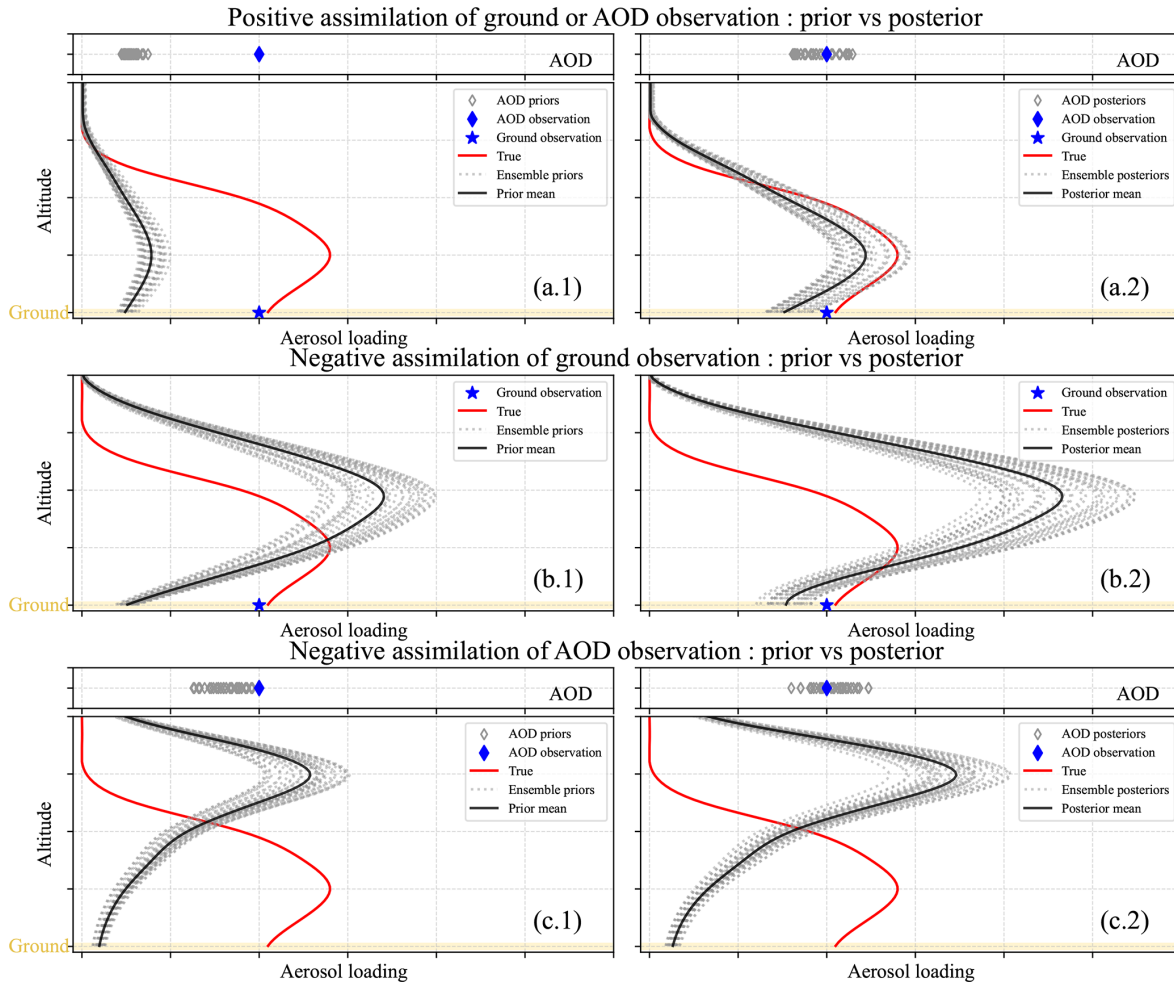 Positive assimilation of ground or AOD observation : prior vs posterior
AOD
AOD
AOD priors
AOD observation
Ground observation
True
Ensemble priors
Prior mean
Altitude
(a.1)
Ground
Aerosol loading
AOD posteriors
AOD observation
Ground observation
True
Ensemble posteriors
Posterior mean
(a.2)
Aerosol loading
Negative assimilation of ground observation : prior vs posterior
Ground observation
True
Ensemble priors
Prior mean
Altitude
(b.1)
Ground
Aerosol loading
Ground observation
True
Ensemble posteriors
Posterior mean
(b.2)
Aerosol loading
Negative assimilation of AOD observation : prior vs posterior
AOD
AOD
AOD priors
AOD observation
True
Ensemble priors
Prior mean
Altitude
(c.1)
Ground
Aerosol loading
AOD posteriors
AOD observation
True
Ensemble posteriors
Posterior mean
(c.2)
Aerosol loading